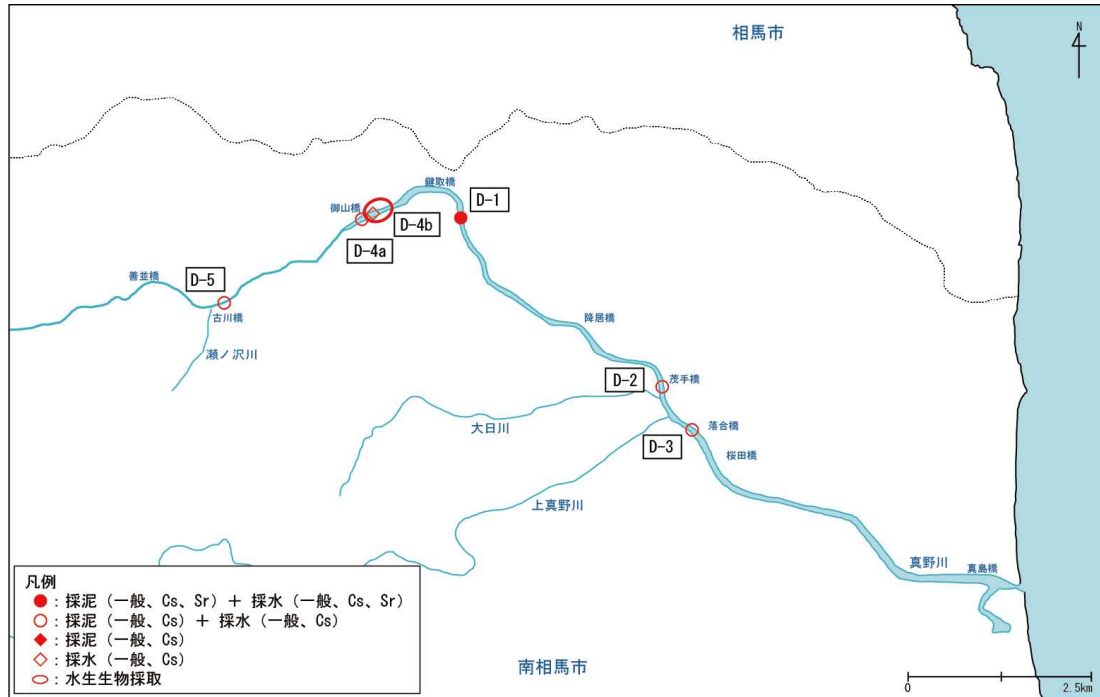 相馬市
N
鍵取橋
D-1
御山橋
D-4b
D-4a
善並橋
D-5
古川橋
瀬ノ沢川
降居橋
茂手橋
D-2
大日川
落合橋
D-3
桜田橋
上真野川
真野川
真島橋
凡例
●:採泥(一般、Cs、Sr)+ 採水(一般、Cs、Sr)
○:採泥(一般、Cs) + 採水(一般、Cs)
◆:採泥(一般、Cs)
◇:採水(一般、Cs)
:水生生物採取
南相馬市
0
2.5km